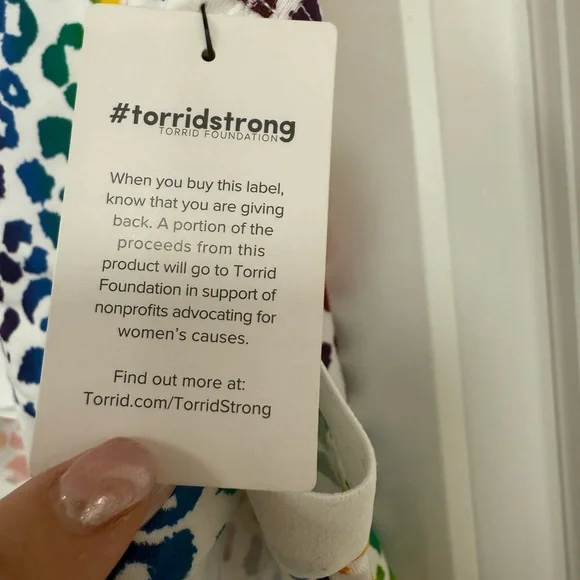 #torridstrong
TORRID FOUNDATION
When you buy this label,
know that you are giving
back. A portion of the
proceeds from this
product will go to Torrid
Foundation in support of
nonprofits advocating for
women's causes.
Find out more at:
Torrid.com/TorridStrong